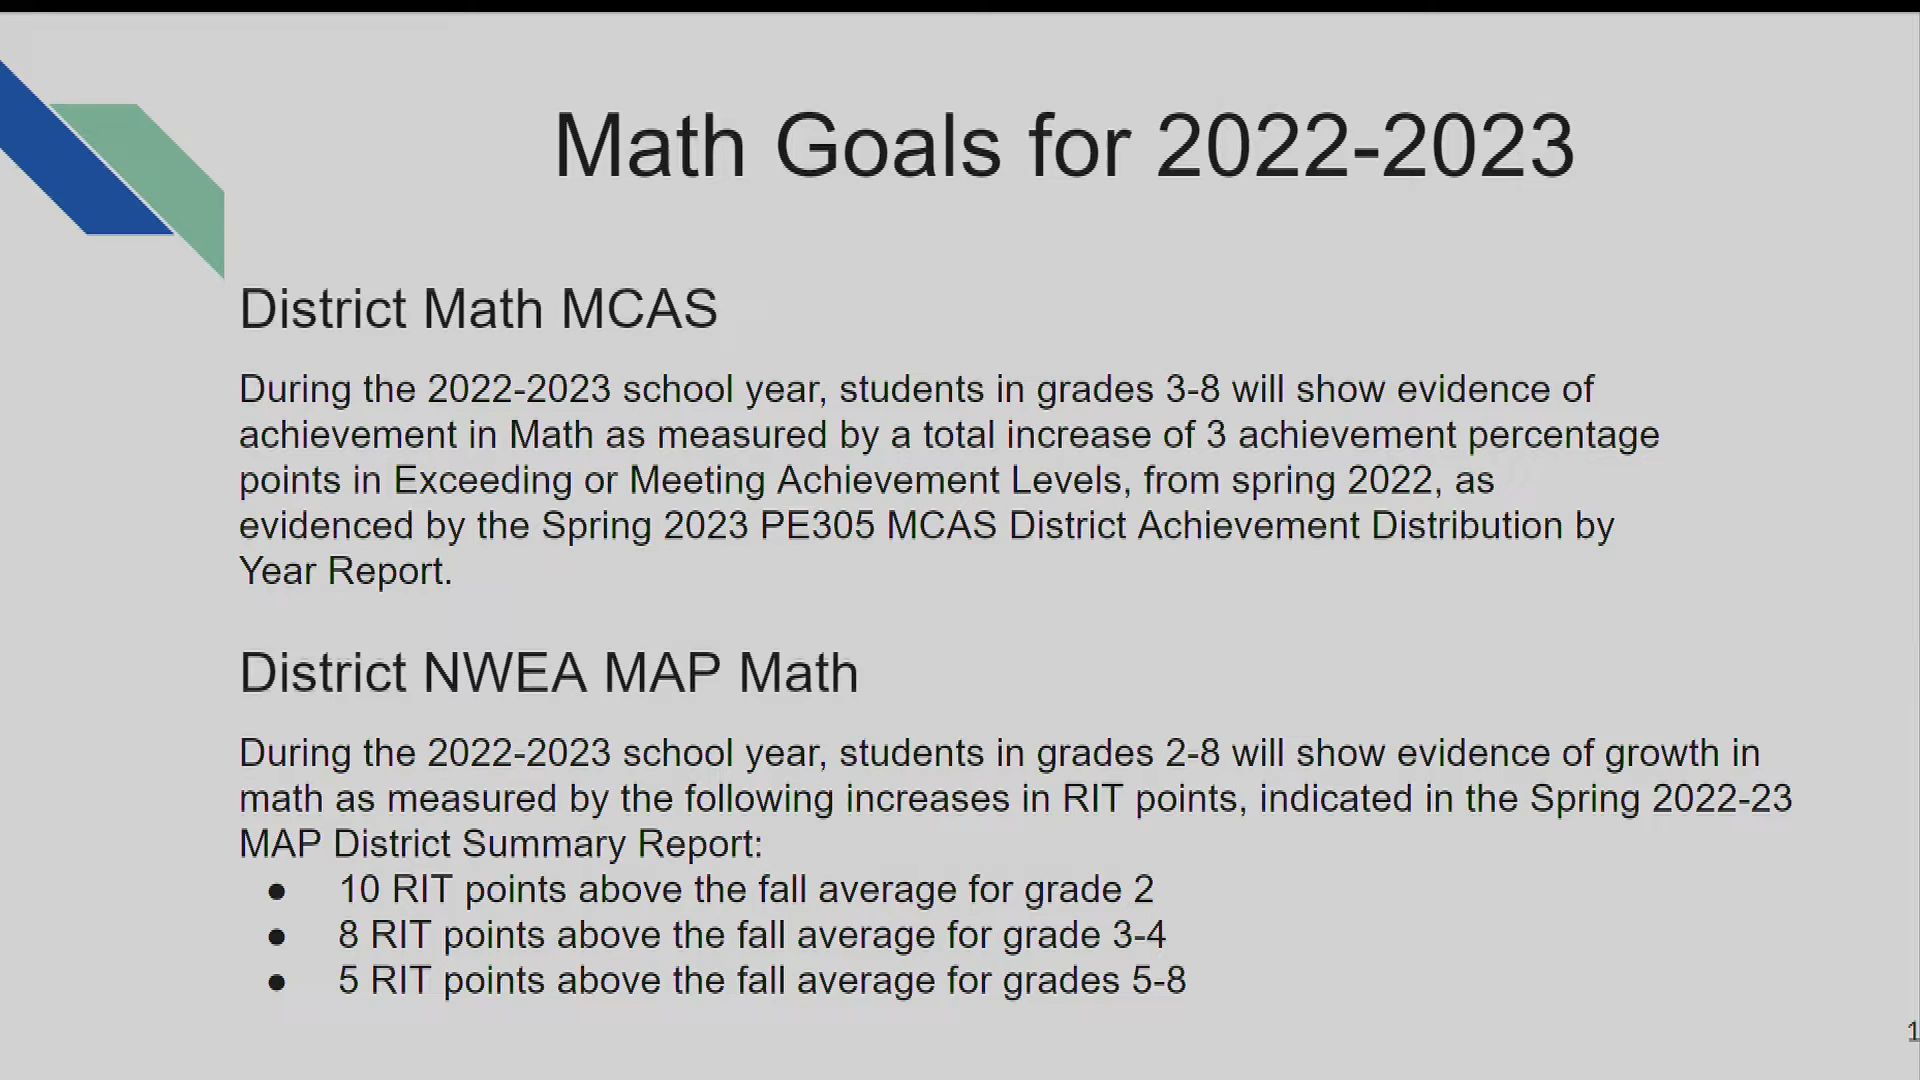 Math Goals for 2022-2023
District Math MCAS
During the 2022-2023 school year, students in grades 3-8 will show evidence of
achievement in Math as measured by a total increase of 3 achievement percentage
points in Exceeding or Meeting Achievement Levels, from spring 2022, as
evidenced by the Spring 2023 PE305 MCAS District Achievement Distribution by
Year Report.
District NWEA MAP Math
During the 2022-2023 school year, students in grades 2-8 will show evidence of growth in
math as measured by the following increases in RIT points, indicated in the Spring 2022-23
MAP District Summary Report:
● 10 RIT points above the fall average for grade 2
● 8 RIT points above the fall average for grade 3-4
● 5 RIT points above the fall average for grades 5-8